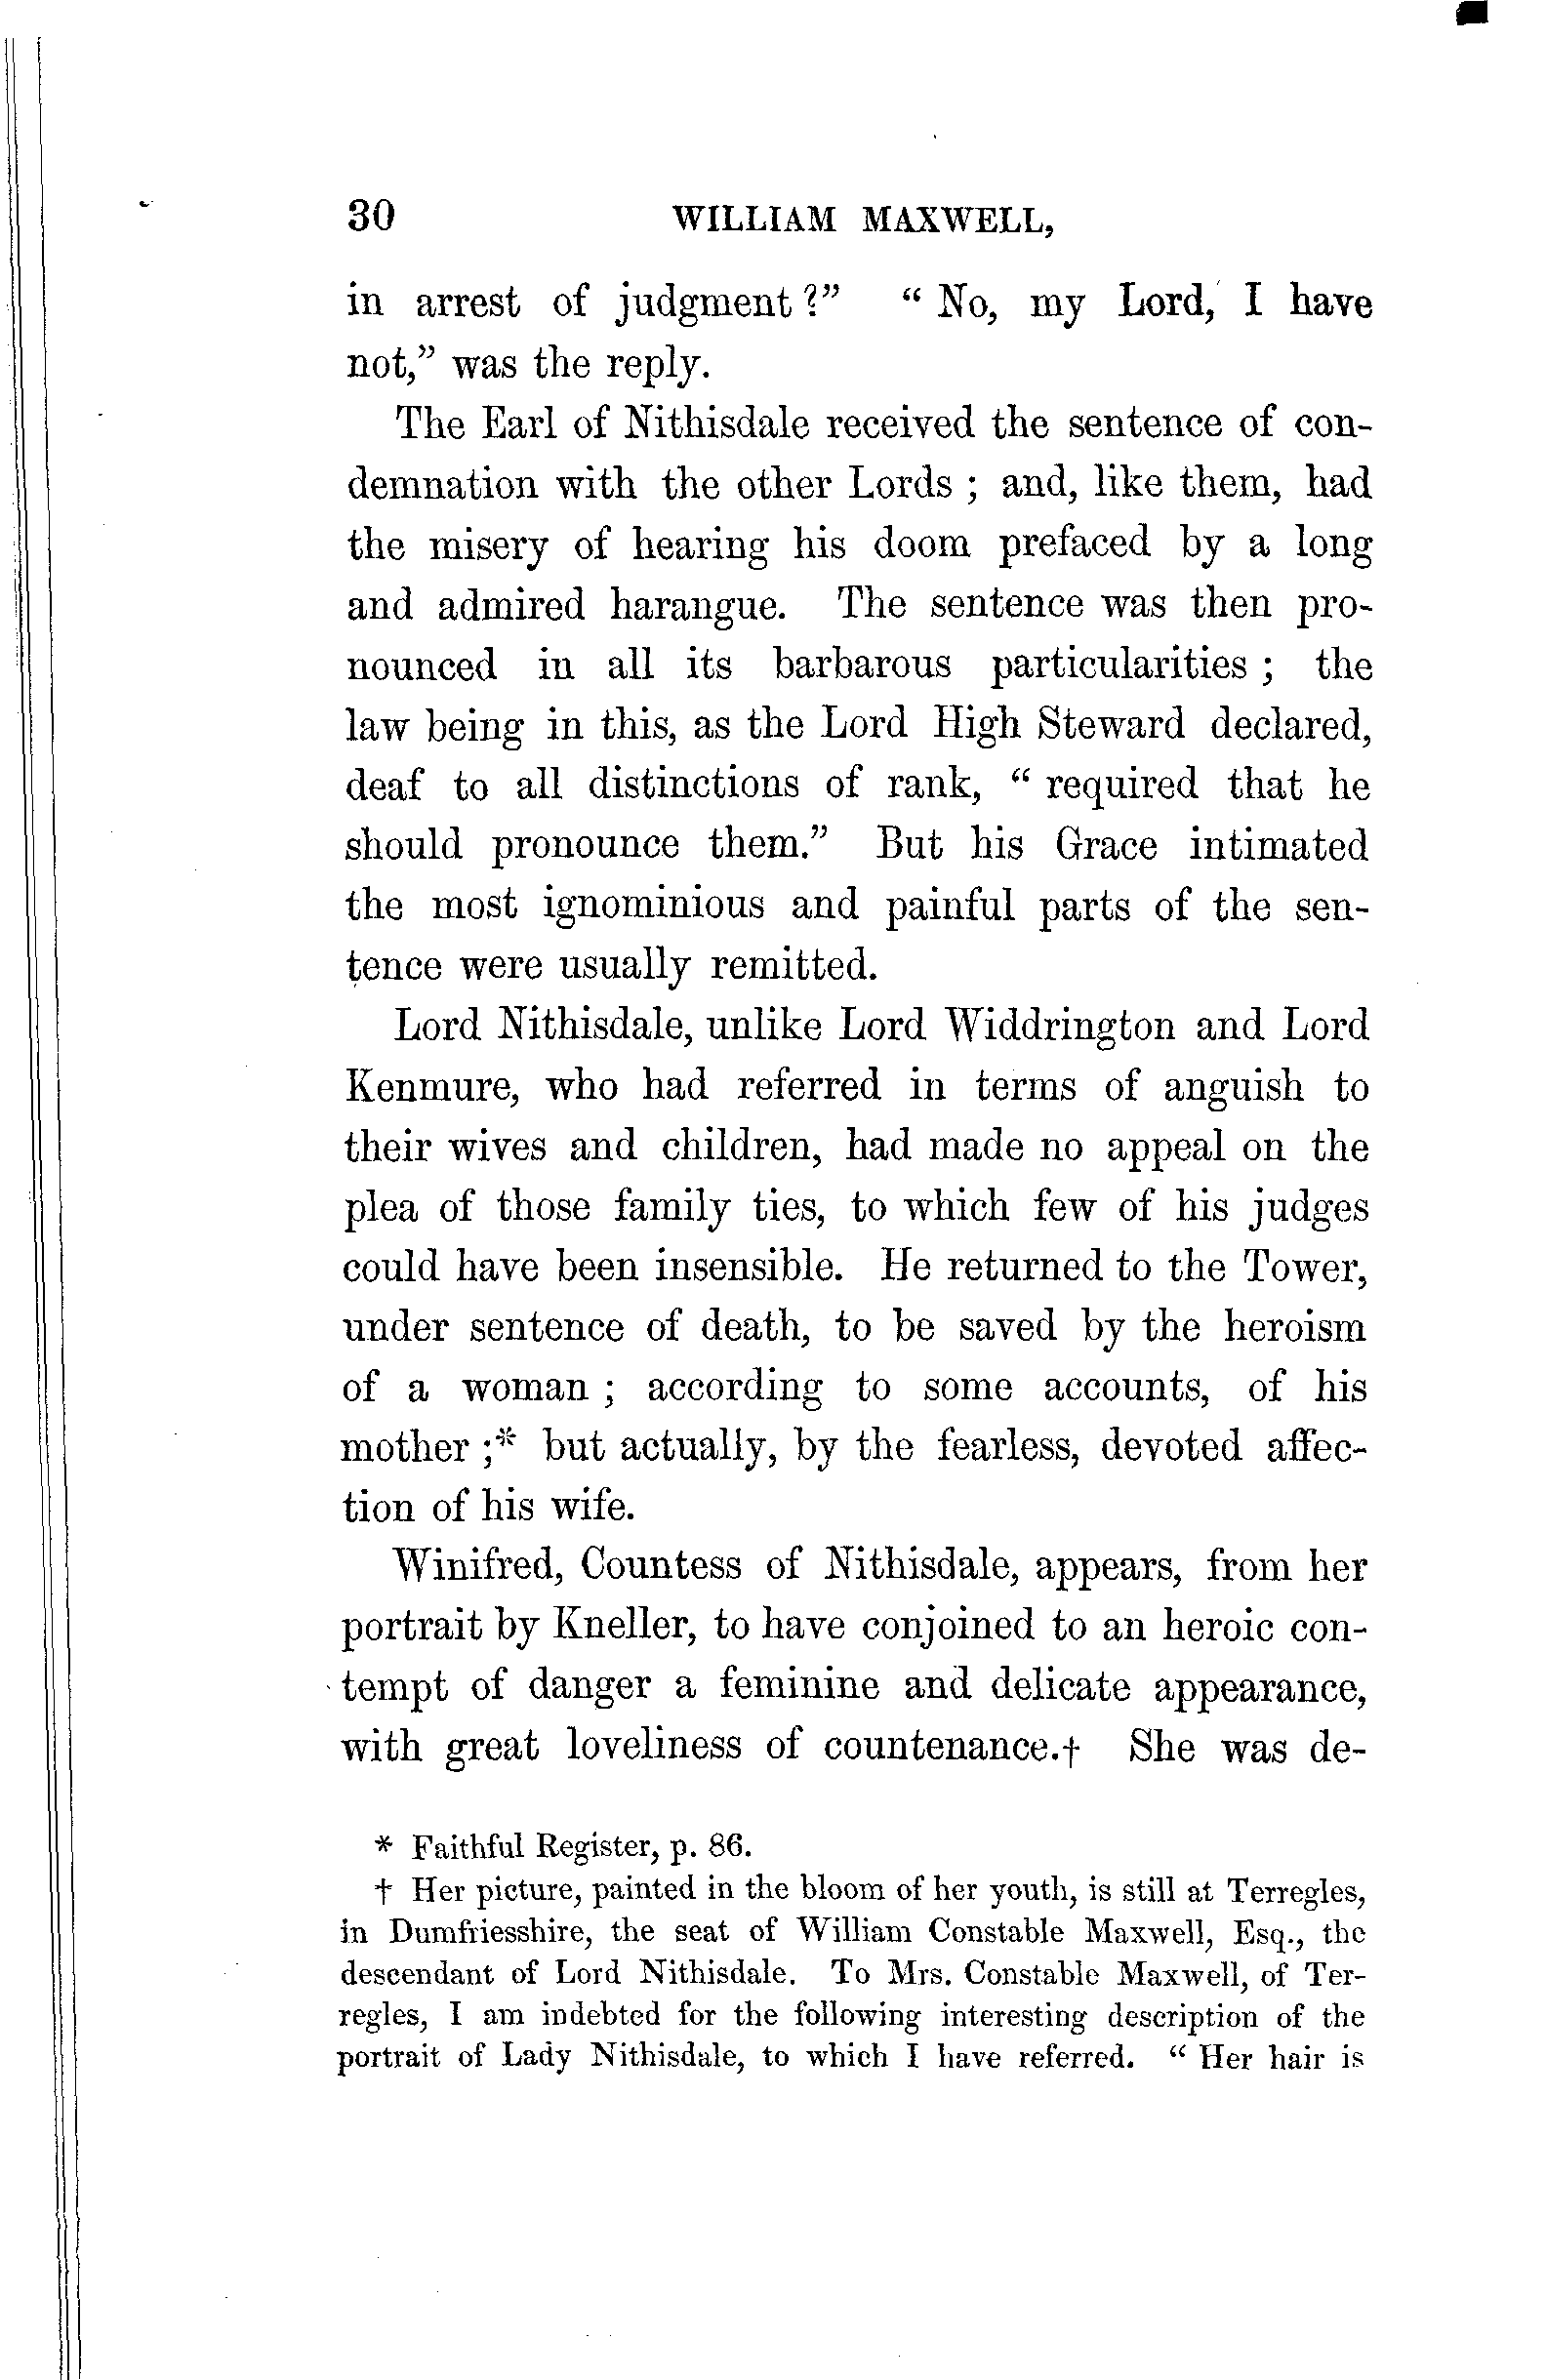 30 WILLIAM MAXWELL,
in arrest of judgment?” “No, my Lord, I have
not,” was the reply.
The Earl of Nithisdale received the sentence of con-
demnation with the other Lords ; and, like them, had
the misery of hearing his doom prefaced by a long
and admired harangue. The sentence was then pro-
nounced in all its barbarous particularities ; the
law being in this, as the Lord High Steward declared,
deaf to all distinctions of rank, “ required that he
should pronounce them.” But his Grace intimated
the most ignominious and painful parts of the sen-
tence were usually remitted.
Lord Nithisdale, unlike Lord Widdrington and Lord
Kenmure, who had referred in terms of anguish to
their wives and children, had made no appeal on the
plea of those family ties, to which few of his judges
could have been insensible. He returned to the Tower,
under sentence of death, to be saved by the heroism
of a woman ; according to some accounts, of his
mother ;* but actually, by the fearless, devoted affec-
tion of his wife.
Winifred, Countess of Nithisdale, appears, from her
portrait by Kneller, to have conjoined to an heroic con-
tempt of danger a feminine and delicate appearance,
with great loveliness of countenance.† She was de-
* Faithful Register, p. 86.
† Her picture, painted in the bloom of her youth, is still at Terregles,
in Dumfriesshire, the seat of William Constable Maxwell, Esq., the
descendant of Lord Nithisdale. To Mrs. Constable Maxwell, of Ter-
regles, I am indebted for the following interesting description of the
portrait of Lady Nithisdale, to which I have referred. “ Her hair is